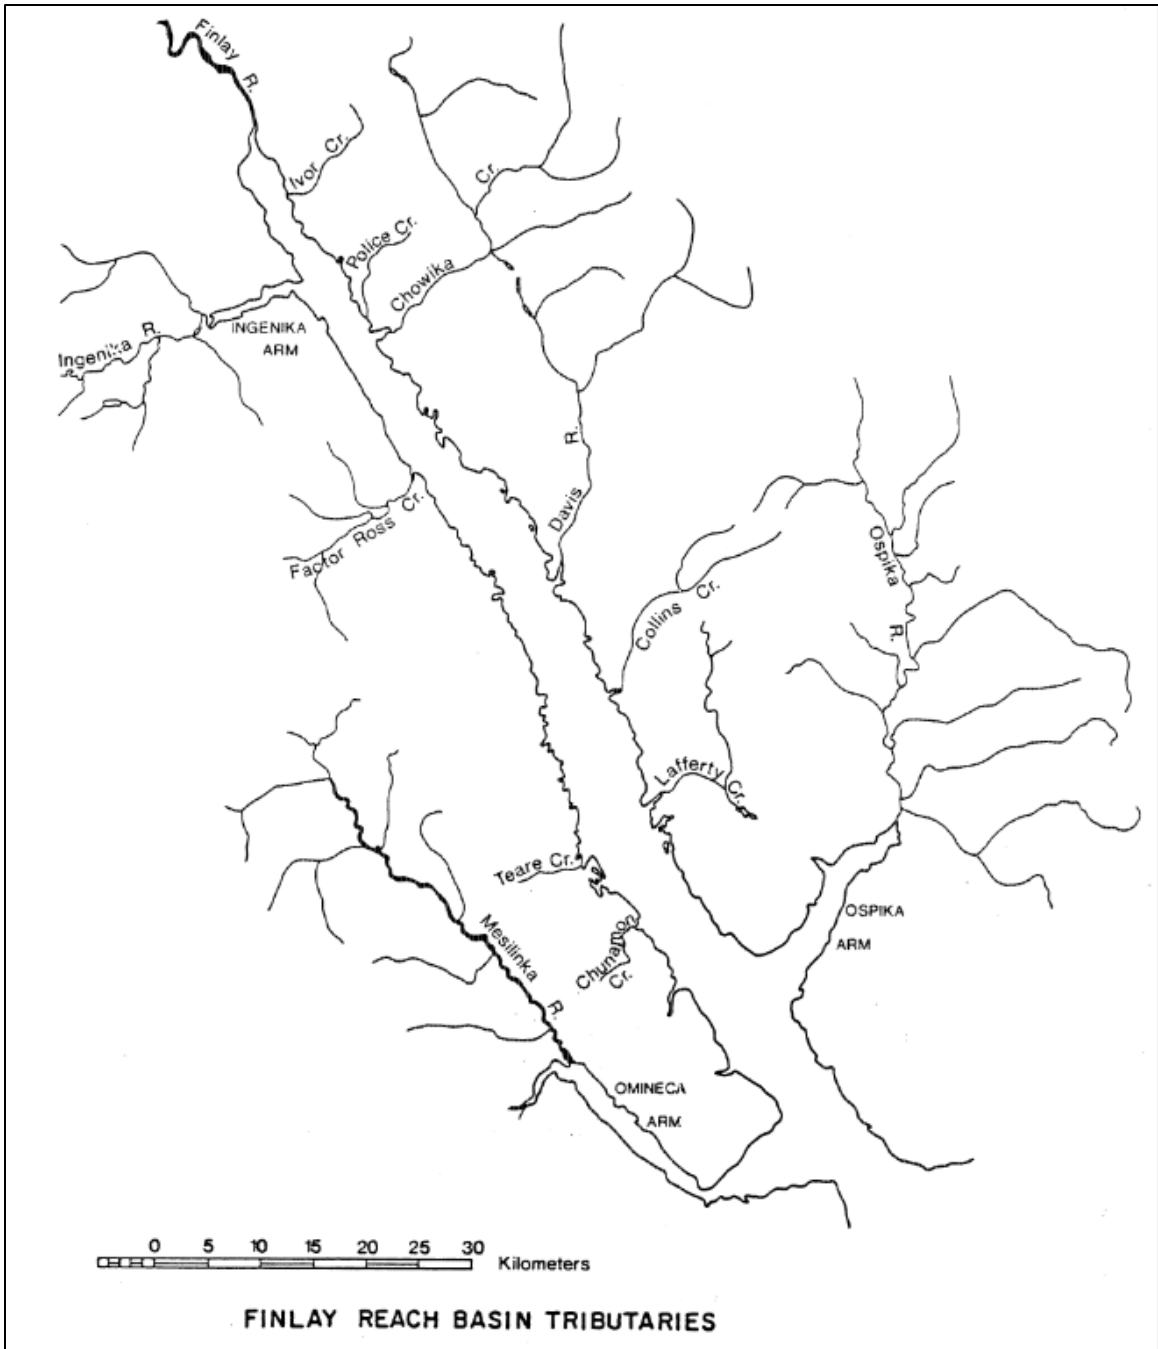 Finlay R.
Ivor Cr.
Police Cr.
Cr.
Chowika
INGENIKA
ARM
Ingenika R.
R.
Davis
Factor Ross Cr.
Ospika
R.
Collins Cr.
Lafferty Cr.
Teare Cr.
Mesilinka
R.
Chunamo
Cr.
OSPIKA
ARM
OMINECA
ARM
0 5 10 15 20 25 30
Kilometers
FINLAY REACH BASIN TRIBUTARIES